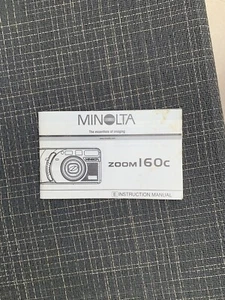 MINOLTA
The essentials of imaging
ZOOM 160c
E INSTRUCTION MANUAL